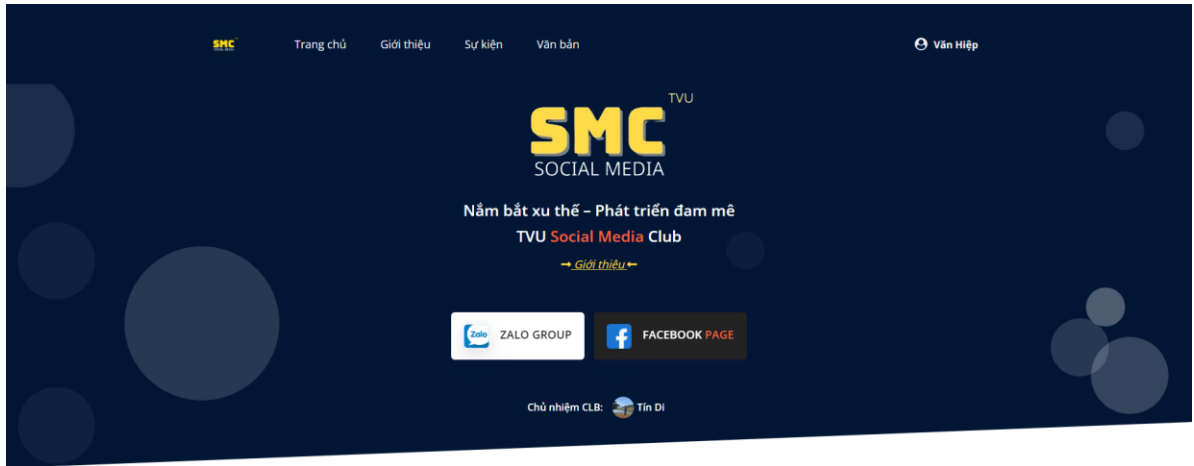 SMC
Trang chủ
Giới thiệu
Sự kiện
Văn bản
Văn Hiệp
TVU
SMC
SOCIAL MEDIA
Nắm bắt xu thế – Phát triển đam mê
TVU Social Media Club
→ Giới thiệu ←
Zalo ZALO GROUP
FACEBOOK PAGE
Chủ nhiệm CLB: Tín Di